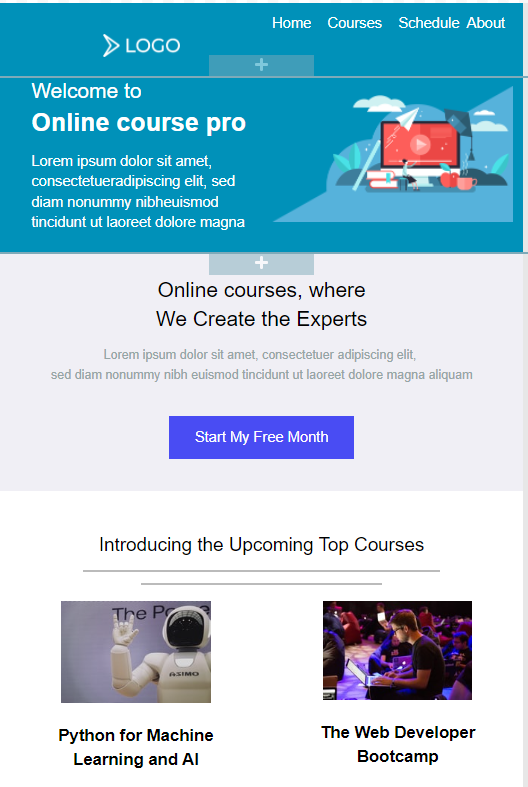 LOGO
Home Courses Schedule About
Welcome to
Online course pro
Lorem ipsum dolor sit amet,
consectetueradipiscing elit, sed
diam nonummy nibheuismod
tincidunt ut laoreet dolore magna
Online courses, where
We Create the Experts
Lorem ipsum dolor sit amet, consectetuer adipiscing elit,
sed diam nonummy nibh euismod tincidunt ut laoreet dolore magna aliquam
Start My Free Month
Introducing the Upcoming Top Courses
The
ASIMO
Python for Machine
Learning and AI
The Web Developer
Bootcamp